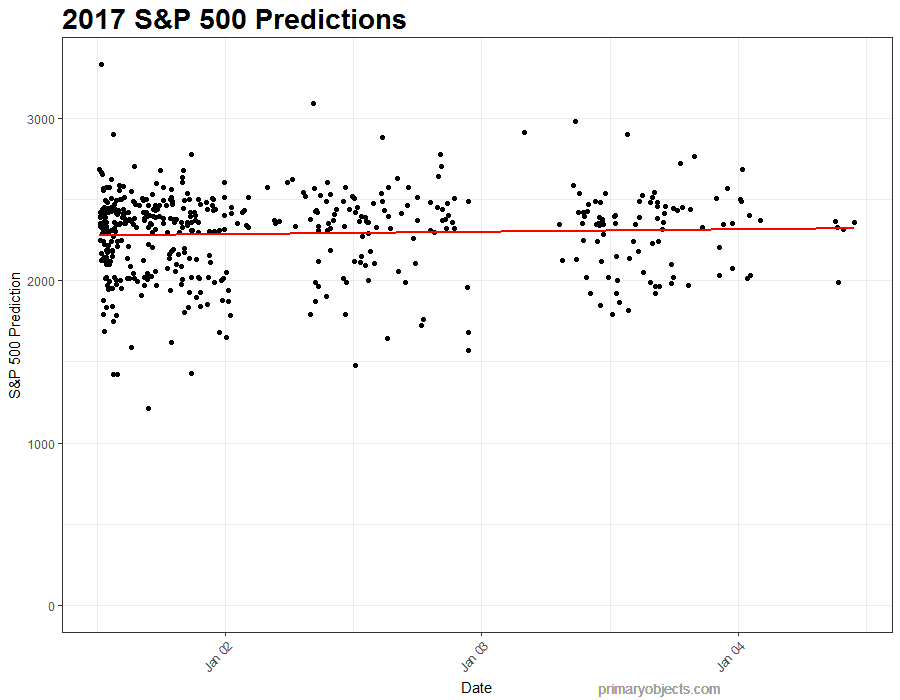 2017 S&P 500 Predictions
S&P 500 Prediction
3000
2000
1000
0
Jan 02
Jan 03
Jan 04
Date
primaryobjects.com